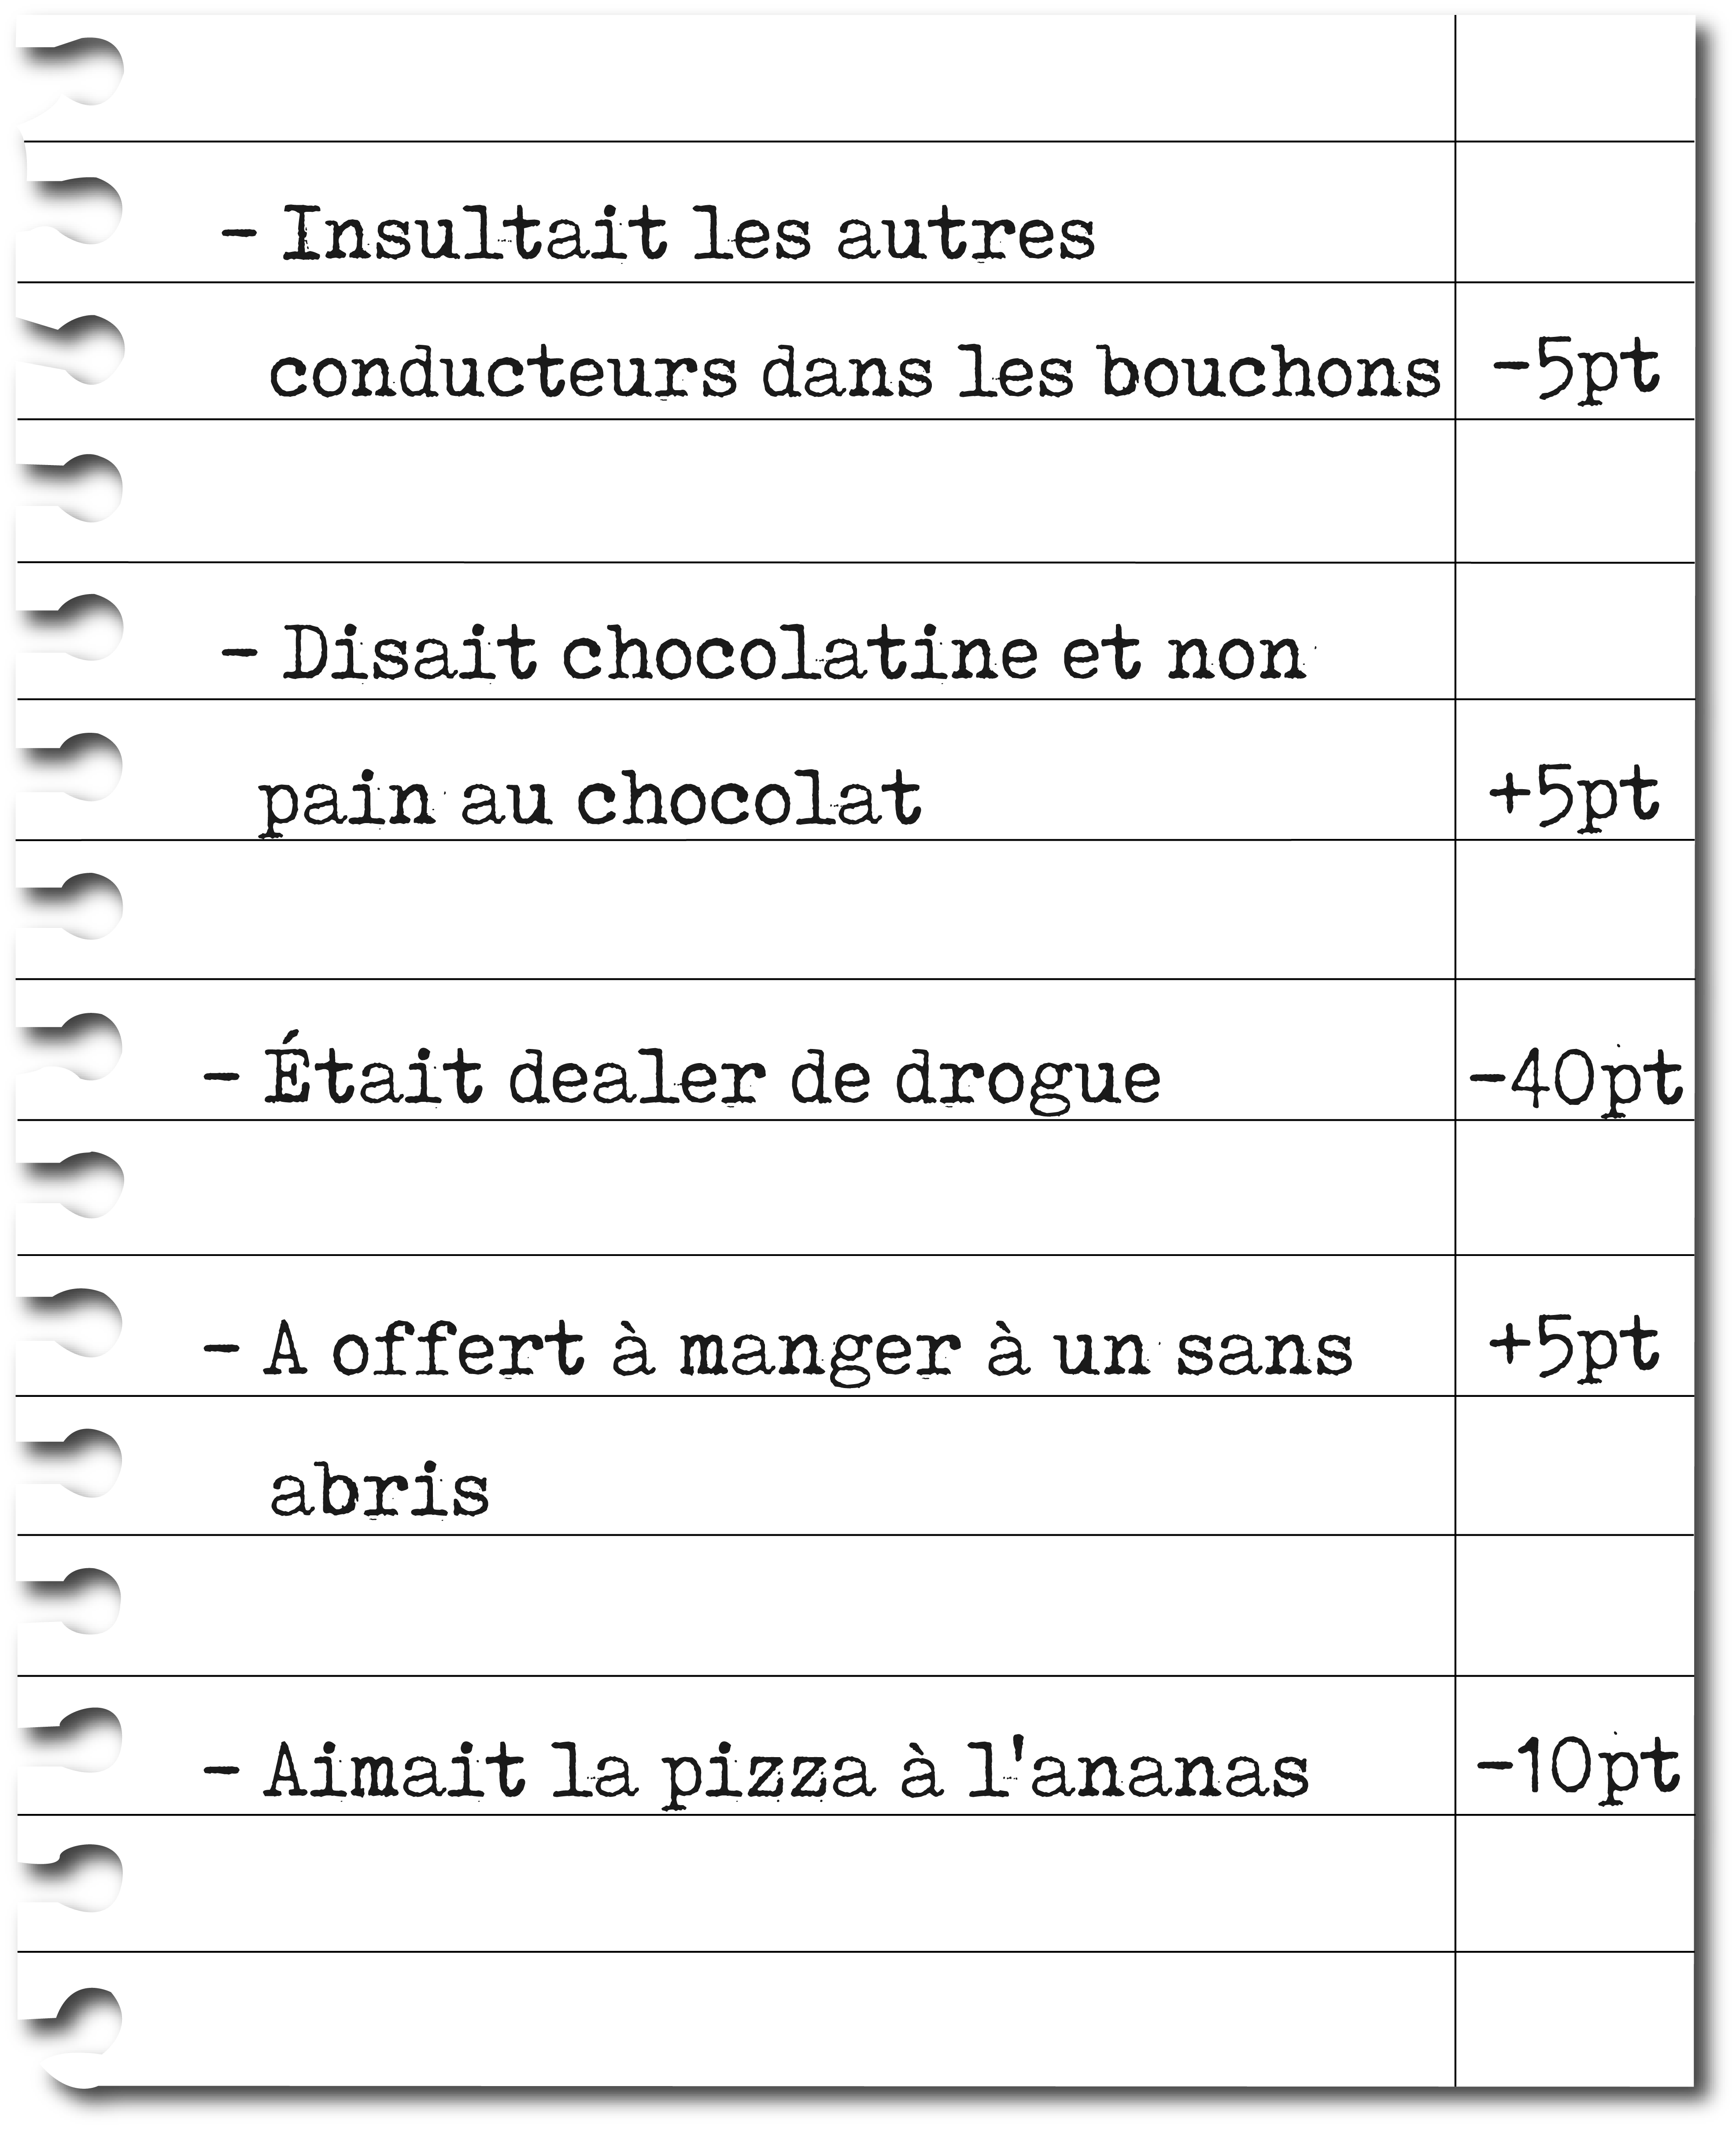 - Insultait les autres
conducteurs dans les bouchons -5pt
- Disait chocolatine et non
pain au chocolat +5pt
- Était dealer de drogue -40pt
- A offert à manger à un sans +5pt
abris
- Aimait la pizza à l'ananas -10pt